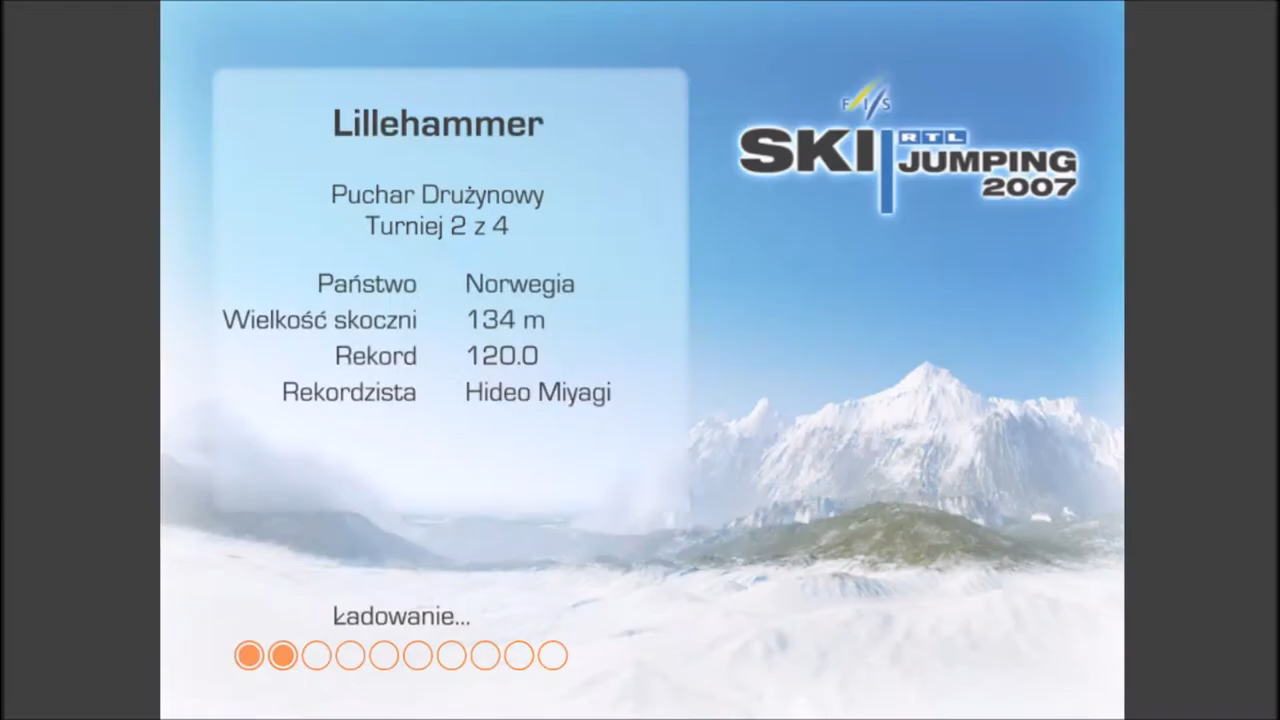 Lillehammer
Puchar Drużynowy
Turniej 2 z 4
Państwo Norwegia
Wielkość skoczni 134 m
Rekord 120.0
Rekordzista Hideo Miyagi
Ładowanie...
FIS
SKI RTL
JUMPING
2007